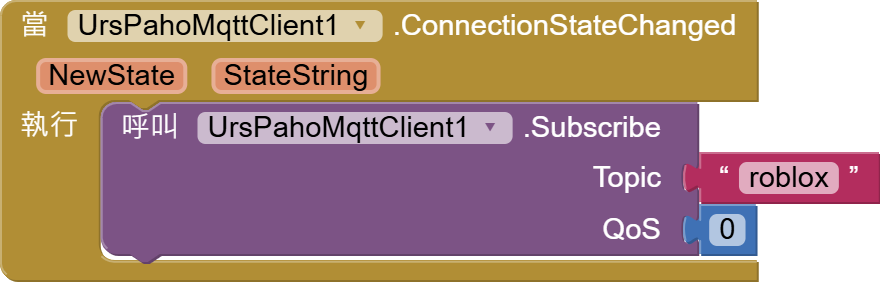 當 UrsPahoMqttClient1 .ConnectionStateChanged
NewState StateString
執行 呼叫 UrsPahoMqttClient1 .Subscribe
Topic “ roblox ”
QoS 0